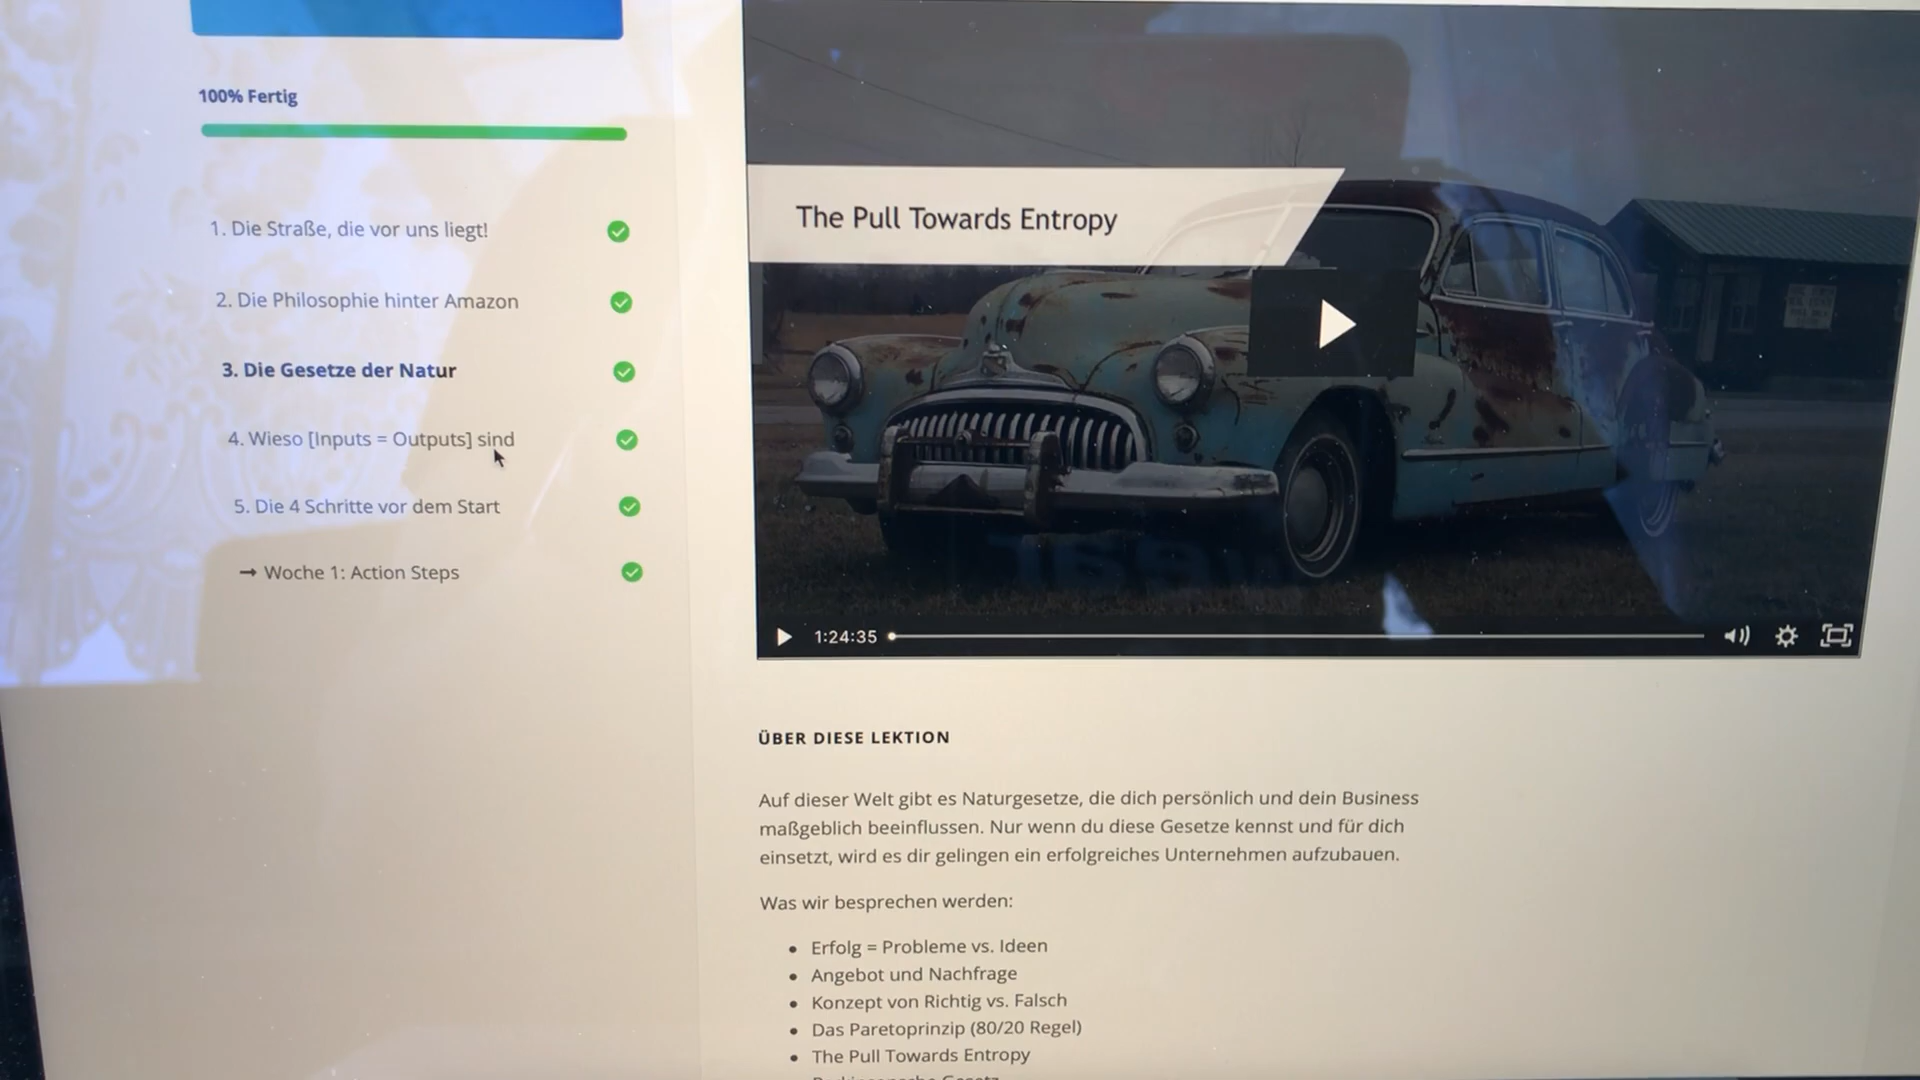 100% Fertig
1. Die Straße, die vor uns liegt!
2. Die Philosophie hinter Amazon
3. Die Gesetze der Natur
4. Wieso [Inputs = Outputs] sind
5. Die 4 Schritte vor dem Start
→ Woche 1: Action Steps
The Pull Towards Entropy
1:24:35
ÜBER DIESE LEKTION
Auf dieser Welt gibt es Naturgesetze, die dich persönlich und dein Business
maßgeblich beeinflussen. Nur wenn du diese Gesetze kennst und für dich
einsetzt, wird es dir gelingen ein erfolgreiches Unternehmen aufzubauen.
Was wir besprechen werden:
• Erfolg = Probleme vs. Ideen
• Angebot und Nachfrage
• Konzept von Richtig vs. Falsch
• Das Paretoprinzip (80/20 Regel)
• The Pull Towards Entropy